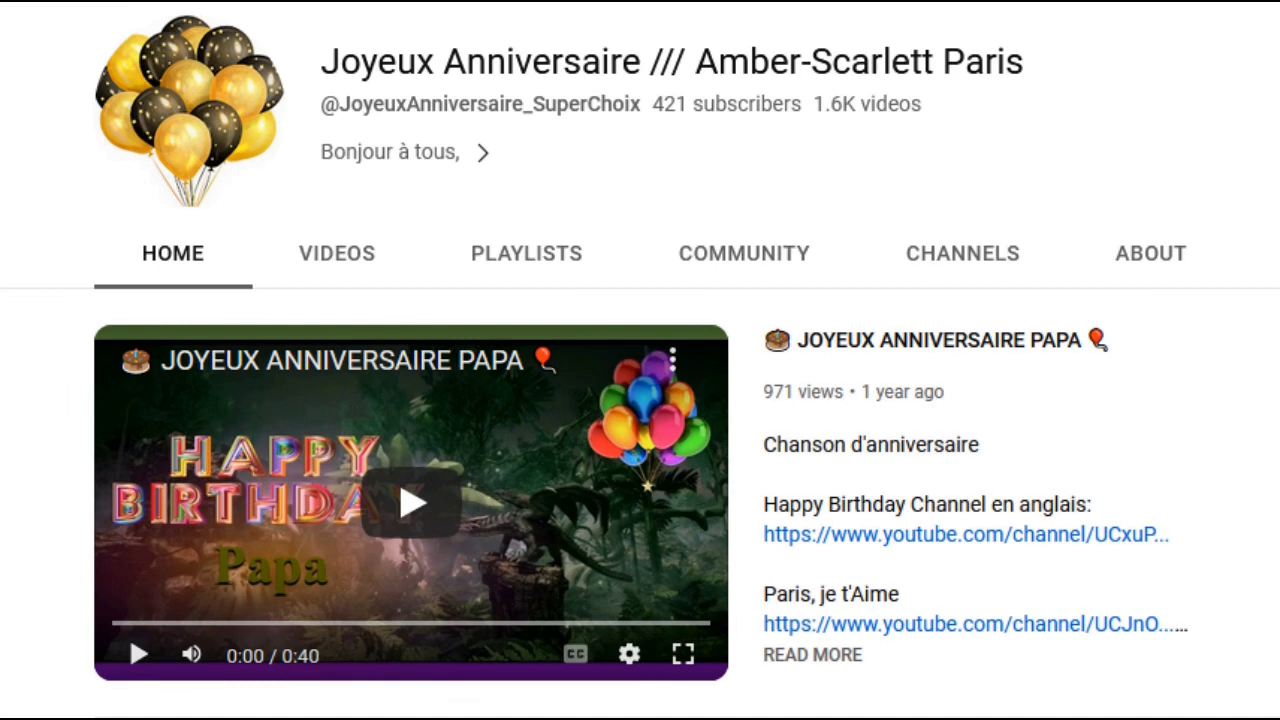 Joyeux Anniversaire /// Amber-Scarlett Paris
@JoyeuxAnniversaire_SuperChoix 421 subscribers 1.6K videos
Bonjour à tous,
HOME VIDEOS PLAYLISTS COMMUNITY CHANNELS ABOUT
JOYEUX ANNIVERSAIRE PAPA
HAPPY
BIRTHDAY
Papa
0:00 / 0:40
CC
JOYEUX ANNIVERSAIRE PAPA
971 views • 1 year ago
Chanson d'anniversaire
Happy Birthday Channel en anglais:
https://www.youtube.com/channel/UCxuP...
Paris, je t'Aime
https://www.youtube.com/channel/UCJnO......
READ MORE